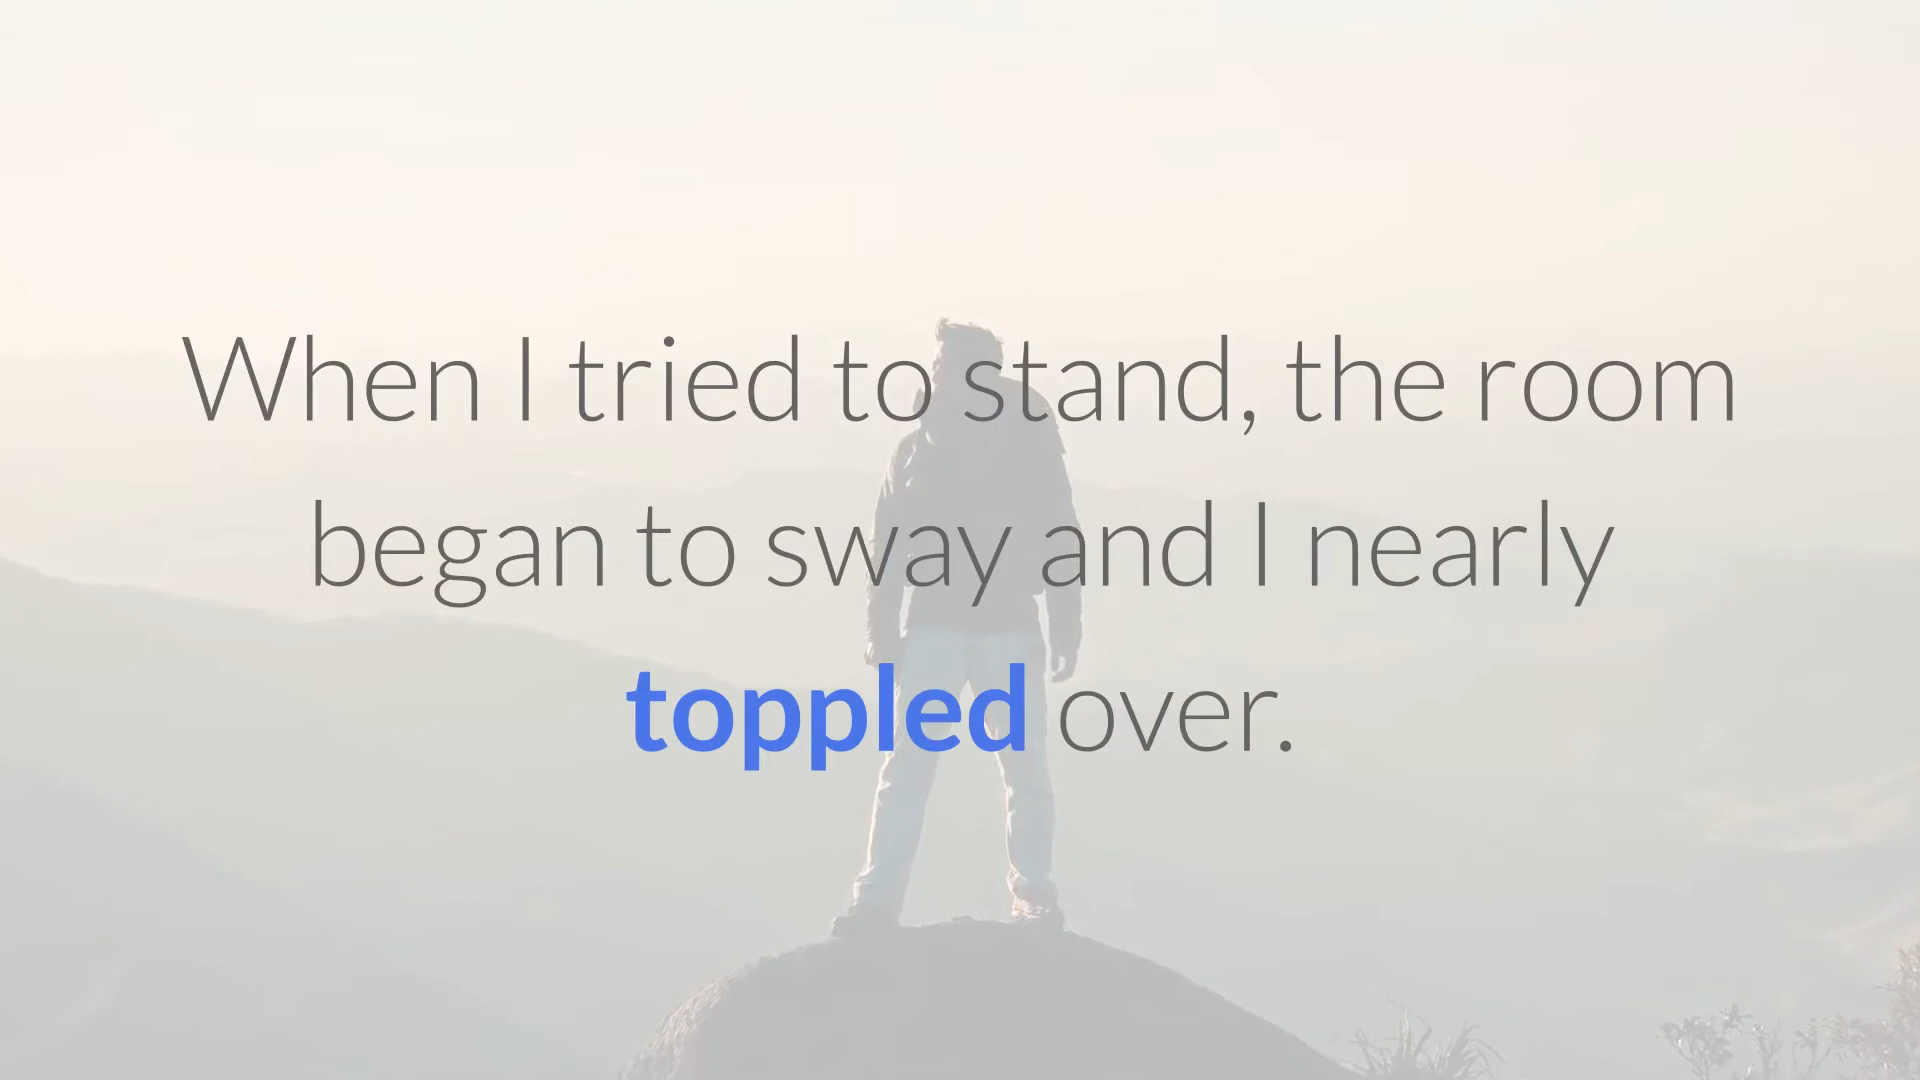 When I tried to stand, the room
began to sway and I nearly
toppled over.